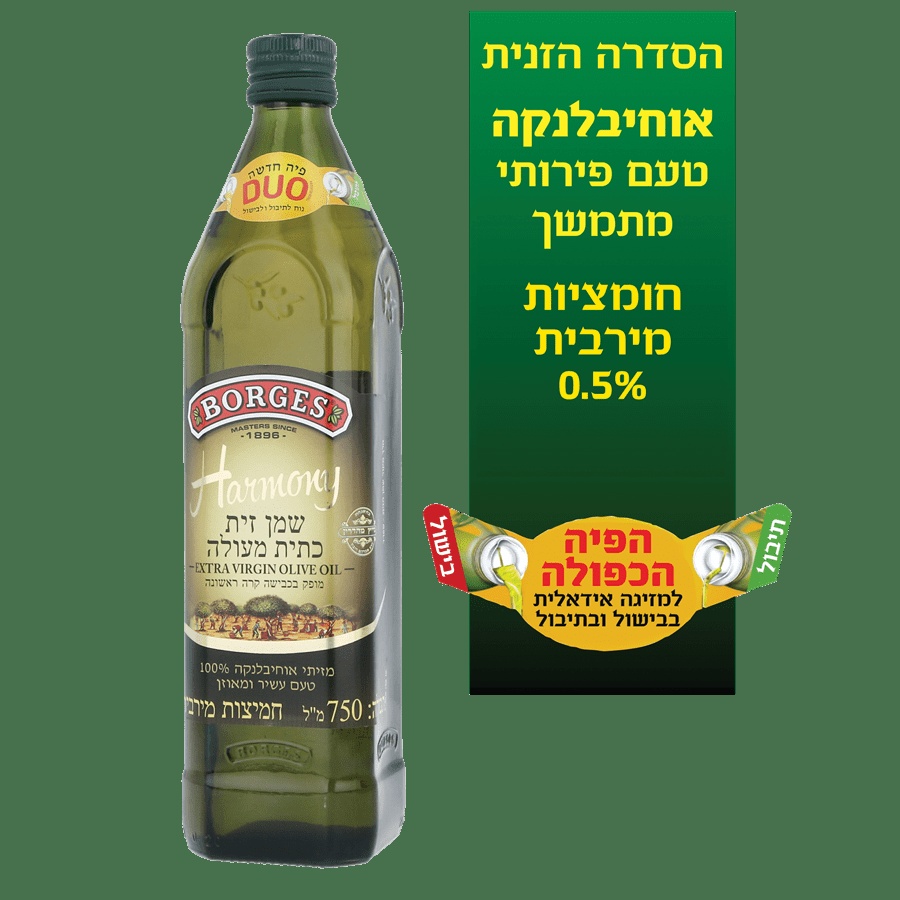 פיה חדשה
DUO
נוח לתיבול ולבישול
BORGES
MASTERS SINCE
-1896-
Harmony
שמן זית
כתית מעולה
EXTRA VIRGIN OLIVE OIL
מופק בכבישה קרה ראשונה
100% מזיתי אוחיבלנקה
טעם עשיר ומאוזן
750 מ"ל חמיצות
BORGES
הסדרה הזנית
אוחיבלנקה
טעם פירותי
מתמשך
חומציות
מירבית
0.5%
בישול
הפיה
הכפולה
למזיגה אידאלית
בבישול ובתיבול
תיבול